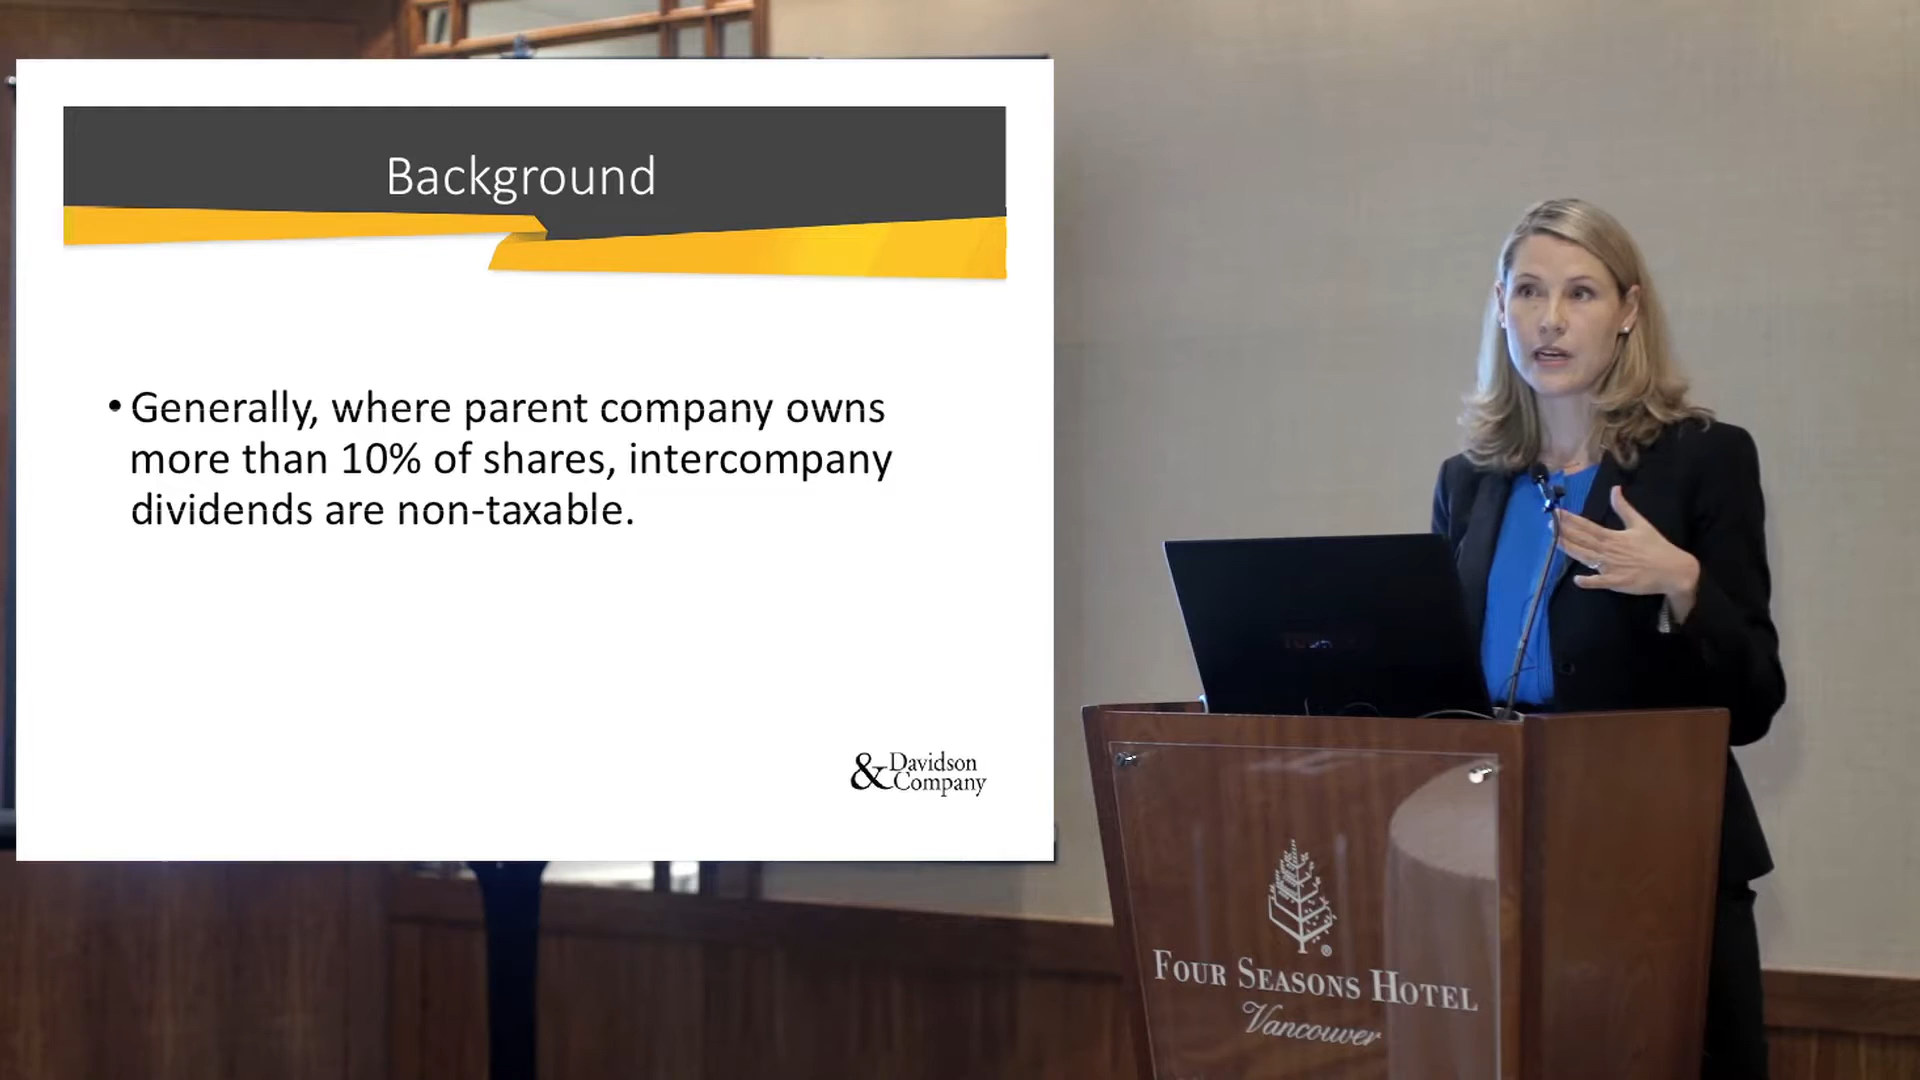 Background
• Generally, where parent company owns
more than 10% of shares, intercompany
dividends are non-taxable.
& Davidson
Company
FOUR SEASONS HOTEL
Vancouver